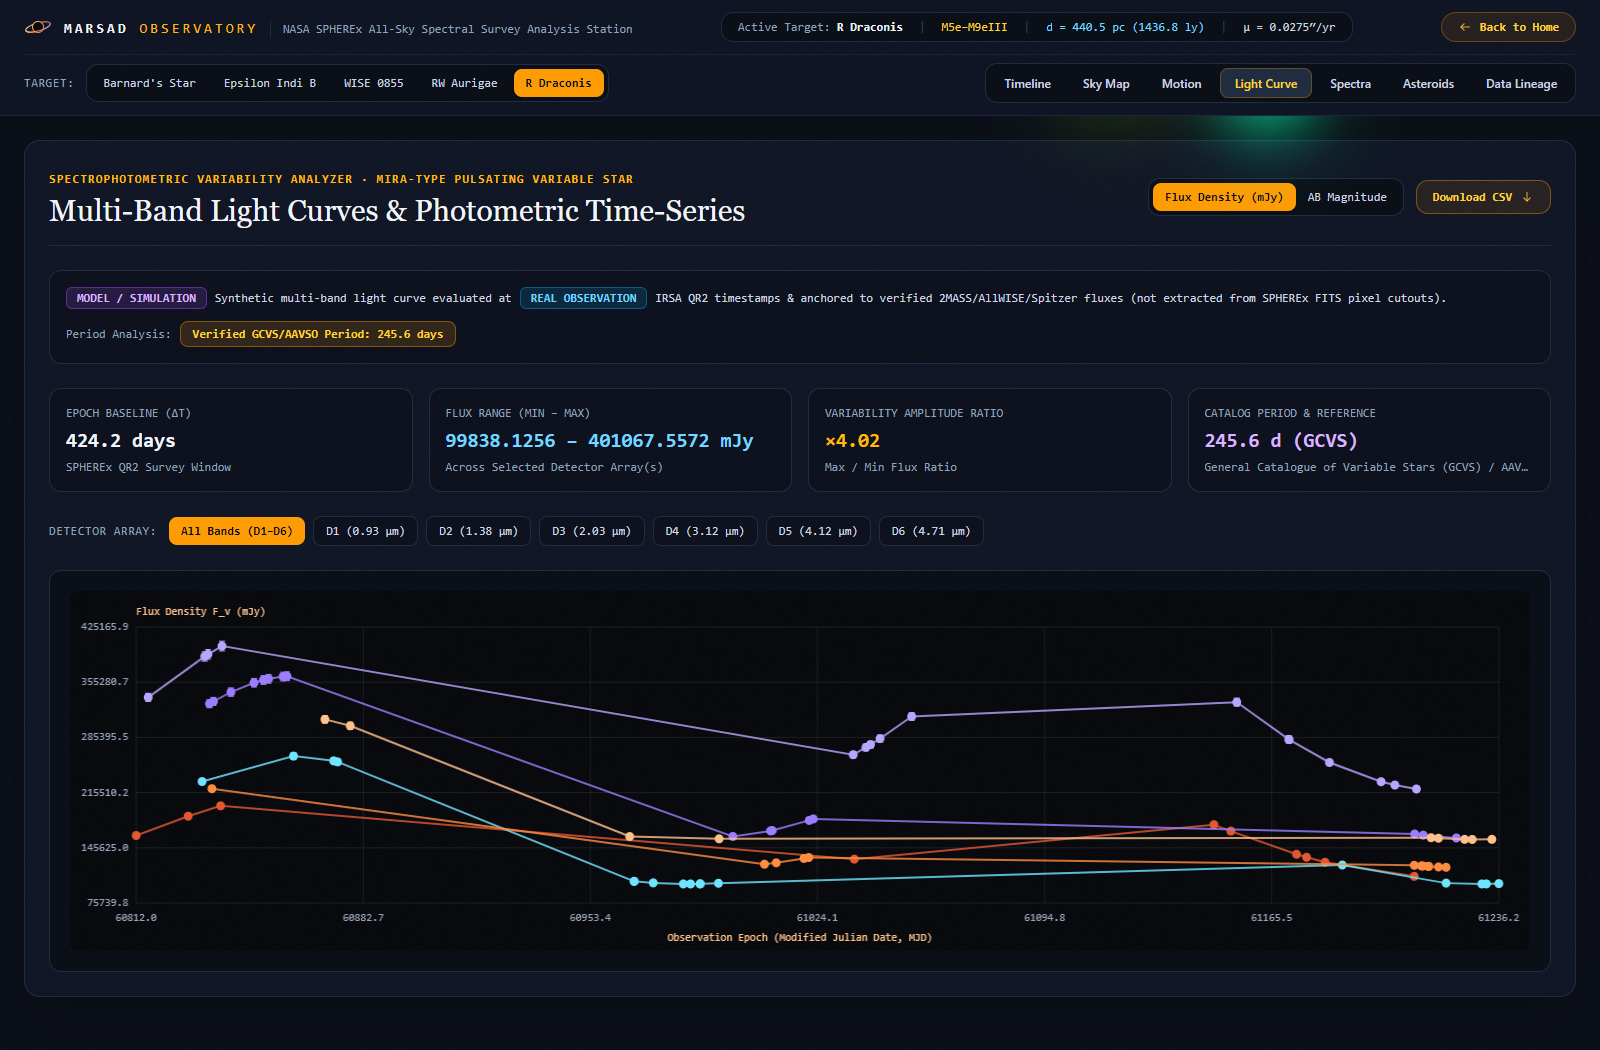 MARSAD OBSERVATORY
NASA SPHEREx All-Sky Spectral Survey Analysis Station
Active Target: R Draconis | M5e–M9eIII | d = 440.5 pc (1436.8 ly) | μ = 0.0275″/yr
← Back to Home
TARGET: Barnard's Star Epsilon Indi B WISE 0855 RW Aurigae R Draconis
Timeline Sky Map Motion Light Curve Spectra Asteroids Data Lineage
SPECTROPHOTOMETRIC VARIABILITY ANALYZER · MIRA-TYPE PULSATING VARIABLE STAR
Multi-Band Light Curves & Photometric Time-Series
Flux Density (mJy) AB Magnitude
Download CSV ↓
MODEL / SIMULATION Synthetic multi-band light curve evaluated at REAL OBSERVATION IRSA QR2 timestamps & anchored to verified 2MASS/AllWISE/Spitzer fluxes (not extracted from SPHEREx FITS pixel cutouts).
Period Analysis: Verified GCVS/AAVSO Period: 245.6 days
EPOCH BASELINE (ΔT)
424.2 days
SPHEREx QR2 Survey Window
FLUX RANGE (MIN – MAX)
99838.1256 – 401067.5572 mJy
Across Selected Detector Array(s)
VARIABILITY AMPLITUDE RATIO
×4.02
Max / Min Flux Ratio
CATALOG PERIOD & REFERENCE
245.6 d (GCVS)
General Catalogue of Variable Stars (GCVS) / AAV…
DETECTOR ARRAY: All Bands (D1–D6) D1 (0.93 μm) D2 (1.38 μm) D3 (2.03 μm) D4 (3.12 μm) D5 (4.12 μm) D6 (4.71 μm)
Flux Density F_ν (mJy)
425165.9
355280.7
285395.5
215510.2
145625.0
75739.8
60812.0 60882.7 60953.4 61024.1 61094.8 61165.5 61236.2
Observation Epoch (Modified Julian Date, MJD)